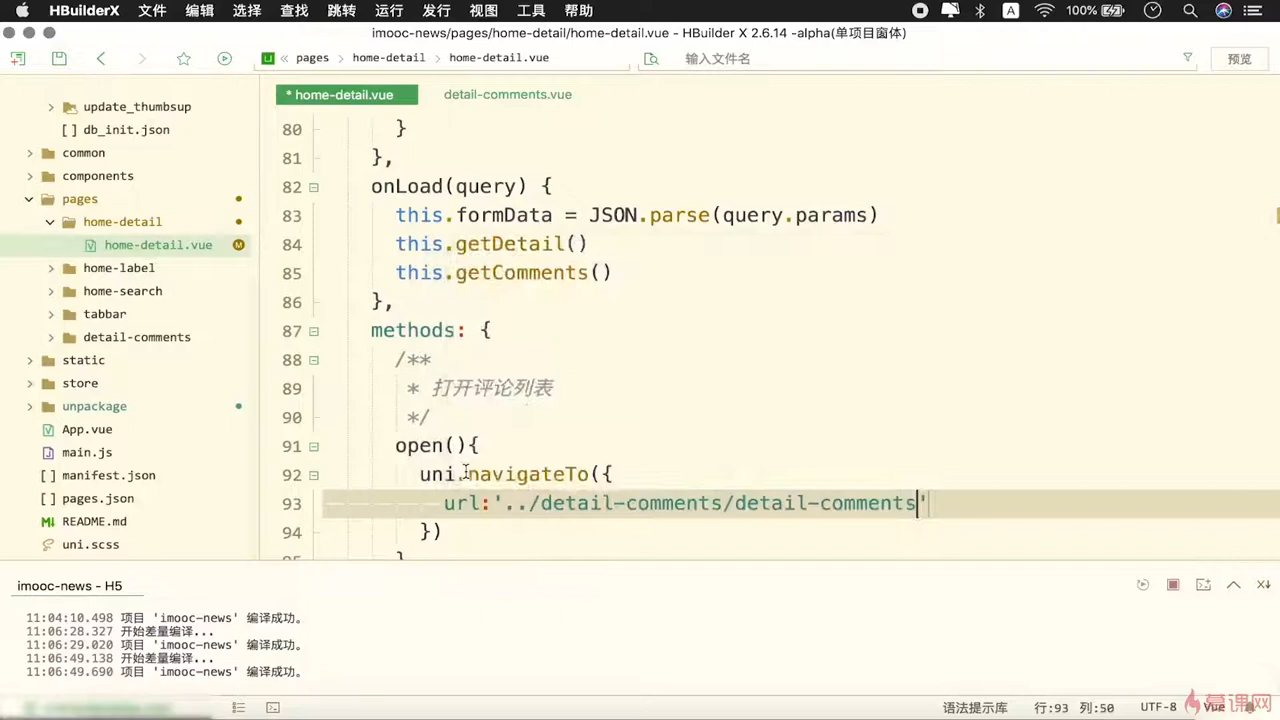 HBuilderX 文件 编辑 选择 查找 跳转 运行 发行 视图 工具 帮助 A 100%
imooc-news/pages/home-detail/home-detail.vue - HBuilder X 2.6.14 -alpha(单项目窗体)
pages home-detail home-detail.vue 输入文件名 预览
* home-detail.vue detail-comments.vue
update_thumbsup
[ ] db_init.json
common
components
pages
home-detail
home-detail.vue M
home-label
home-search
tabbar
detail-comments
static
store
unpackage
App.vue
main.js
[ ] manifest.json
[ ] pages.json
README.md
uni.scss
80 }
81 },
82 onLoad(query) {
83 this.formData = JSON.parse(query.params)
84 this.getDetail()
85 this.getComments()
86 },
87 methods: {
88 /**
89 * 打开评论列表
90 */
91 open(){
92 uni.navigateTo({
93 url:'../detail-comments/detail-comments'
94 })
95 }
imooc-news - H5
11:04:10.498 项目 'imooc-news' 编译成功。
11:06:28.327 开始差量编译...
11:06:29.020 项目 'imooc-news' 编译成功。
11:06:49.138 开始差量编译...
11:06:49.690 项目 'imooc-news' 编译成功。
语法提示库 行:93 列:50 UTF-8 Vue
慕课网